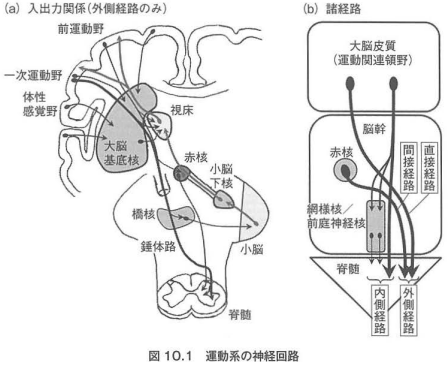 (a) 入出力関係(外側経路のみ)
前運動野
一次運動野
体性
感覚野
視床
大脳
基底核
赤核
小脳
下核
橋核
錐体路
小脳
脊髄
(b) 諸経路
大脳皮質
(運動関連領野)
脳幹
赤核
間接経路
直接経路
網様核/
前庭神経核
脊髄
内側経路
外側経路
図 10.1 運動系の神経回路